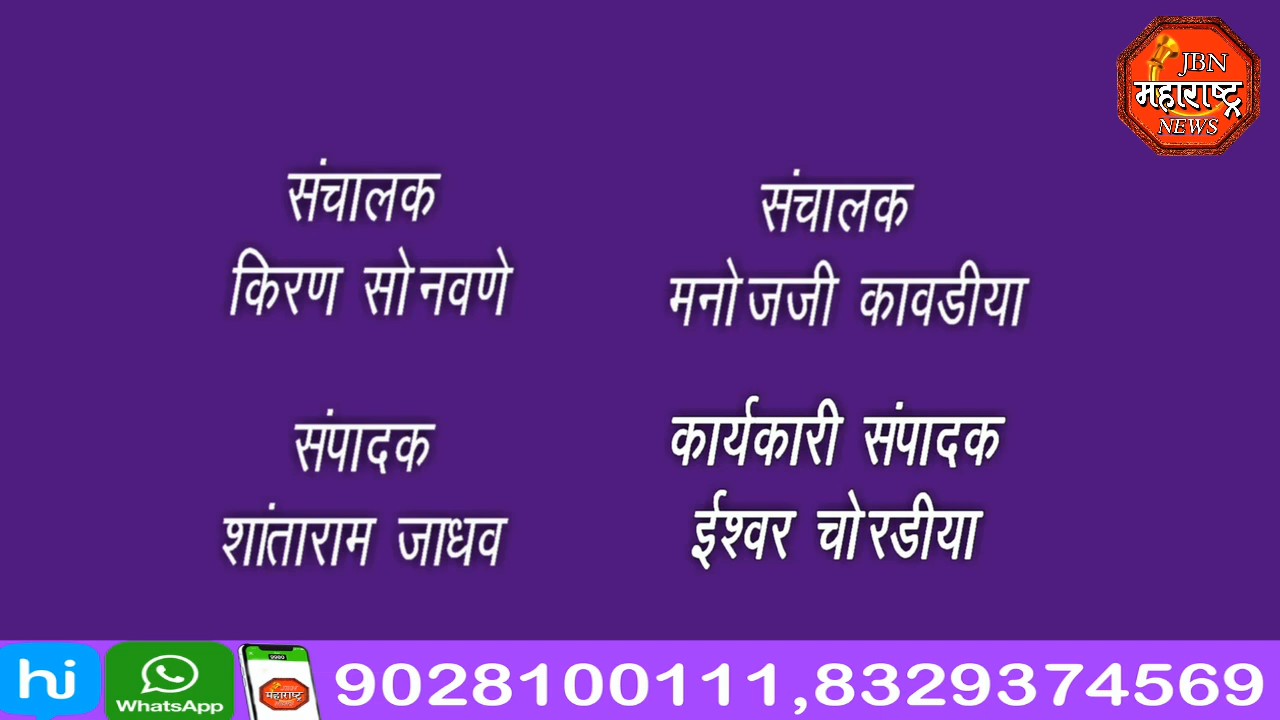 JBN
महाराष्ट्र
NEWS
संचालक
किरण सोनवणे
संचालक
मनोजजी कावडीया
संपादक
शांताराम जाधव
कार्यकारी संपादक
ईश्वर चोरडीया
hi
WhatsApp
महाराष्ट्र
9028100111,8329374569